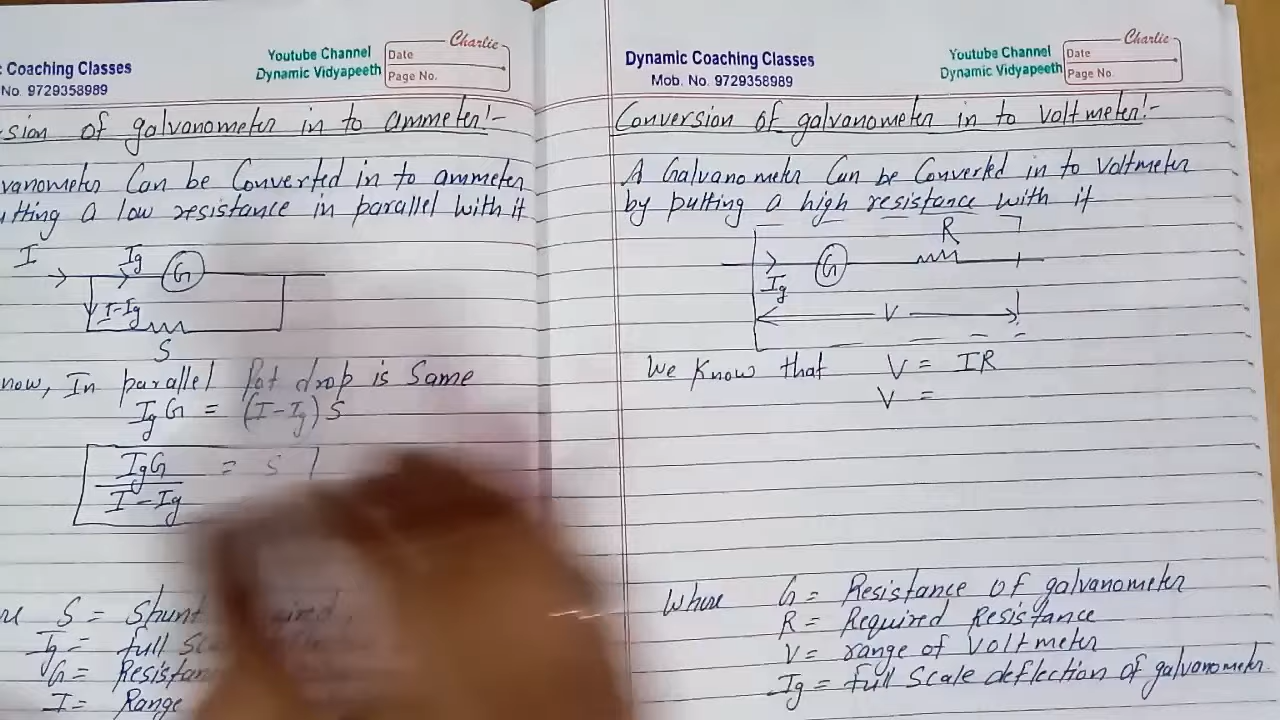 : Coaching Classes
No. 9729358989
Youtube Channel
Dynamic Vidyapeeth
Charlie
Date
Page No.
sion of galvanometer in to ammeter!-
vanometer Can be Converted in to ammeter
utting a low resistance in parallel with it
I Ig G
I-Ig
S
now, In parallel Pot drop is Same
IgG = (I-Ig) S
IgG = S
I-Ig
re S = Shunt ired,
Ig = full Sc
G = Resistan
I = Range
Dynamic Coaching Classes
Mob. No. 9729358989
Youtube Channel
Dynamic Vidyapeeth
Charlie
Date
Page No.
Conversion of galvanometer in to voltmeter!-
A Galvanometer Can be Converted in to Voltmeter
by putting a high resistance with it
R
G
Ig
V
We Know that V = IR
V =
Where G = Resistance of galvanometer
R = Required Resistance
V = range of Voltmeter
Ig = full Scale deflection of galvanometer